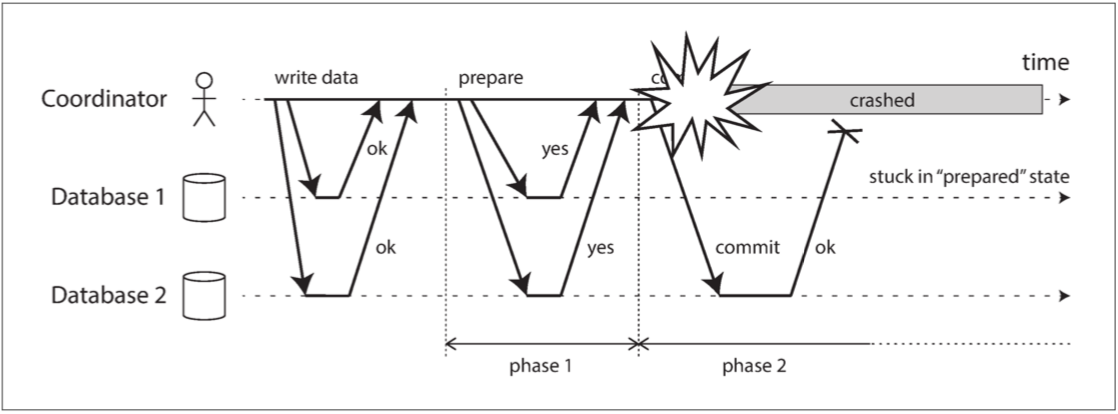 time
write data
prepare
Coordinator
crashed
ok
yes
stuck in “prepared” state
Database 1
ok
yes
commit
ok
Database 2
phase 1
phase 2